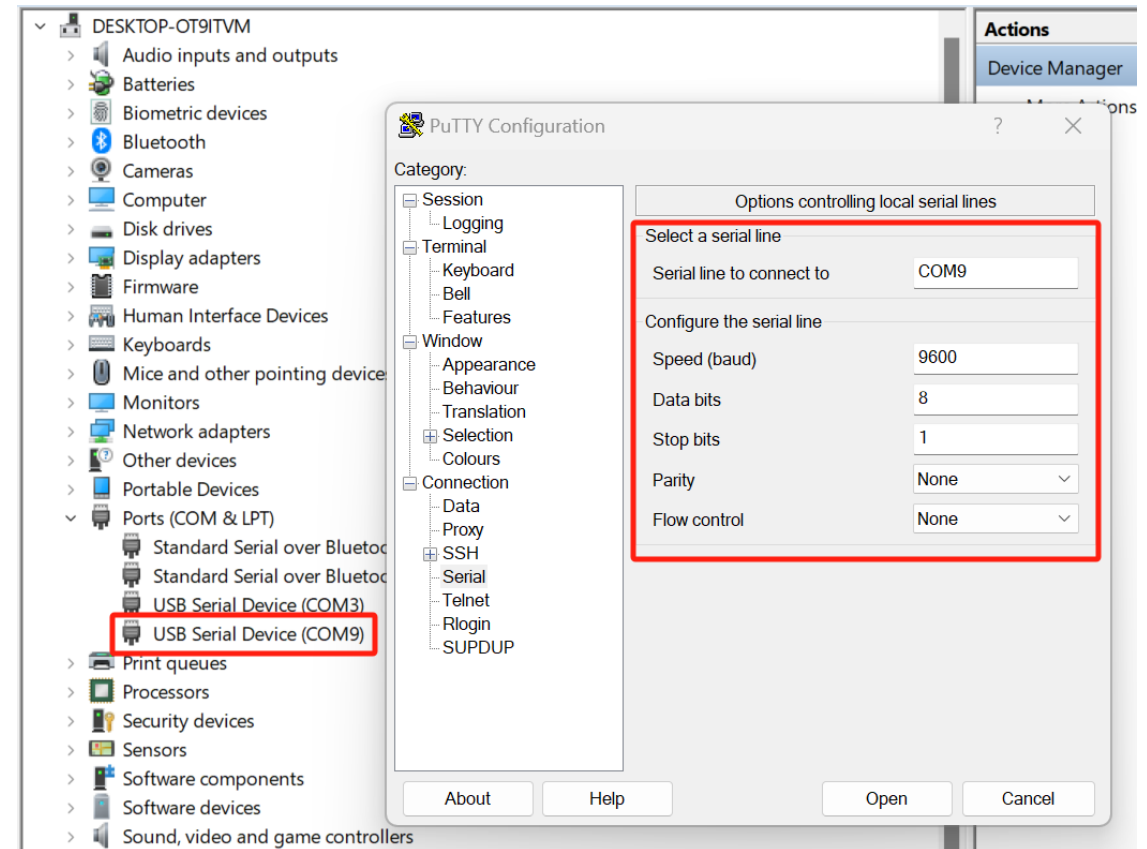 DESKTOP-OT9ITVM
Audio inputs and outputs
Batteries
Biometric devices
Bluetooth
Cameras
Computer
Disk drives
Display adapters
Firmware
Human Interface Devices
Keyboards
Mice and other pointing device
Monitors
Network adapters
Other devices
Portable Devices
Ports (COM & LPT)
Standard Serial over Bluetoo
Standard Serial over Bluetoo
USB Serial Device (COM3)
USB Serial Device (COM9)
Print queues
Processors
Security devices
Sensors
Software components
Software devices
Sound, video and game controllers
Actions
Device Manager
PuTTY Configuration
?
Category:
Session
Logging
Terminal
Keyboard
Bell
Features
Window
Appearance
Behaviour
Translation
Selection
Colours
Connection
Data
Proxy
SSH
Serial
Telnet
Rlogin
SUPDUP
Options controlling local serial lines
Select a serial line
Serial line to connect to COM9
Configure the serial line
Speed (baud) 9600
Data bits 8
Stop bits 1
Parity None
Flow control None
About Help Open Cancel